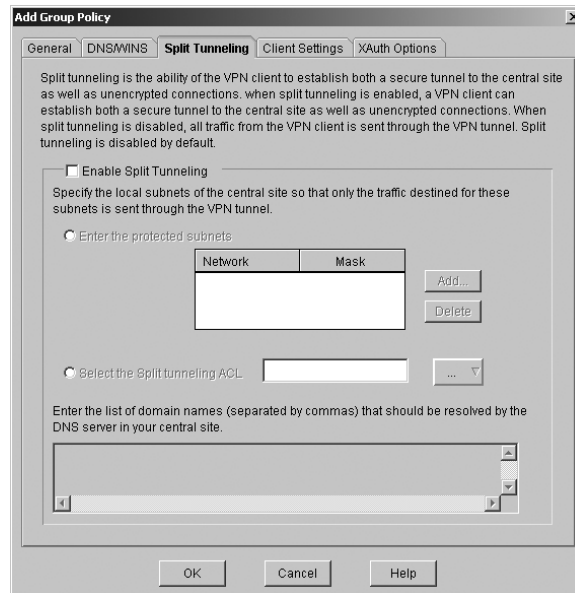 Add Group Policy
General DNS/WINS Split Tunneling Client Settings XAuth Options
Split tunneling is the ability of the VPN client to establish both a secure tunnel to the central site
as well as unencrypted connections. when split tunneling is enabled, a VPN client can
establish both a secure tunnel to the central site as well as unencrypted connections. When
split tunneling is disabled, all traffic from the VPN client is sent through the VPN tunnel. Split
tunneling is disabled by default.
Enable Split Tunneling
Specify the local subnets of the central site so that only the traffic destined for these
subnets is sent through the VPN tunnel.
Enter the protected subnets
Network Mask
Add...
Delete
Select the Split tunneling ACL
...
Enter the list of domain names (separated by commas) that should be resolved by the
DNS server in your central site.
OK Cancel Help